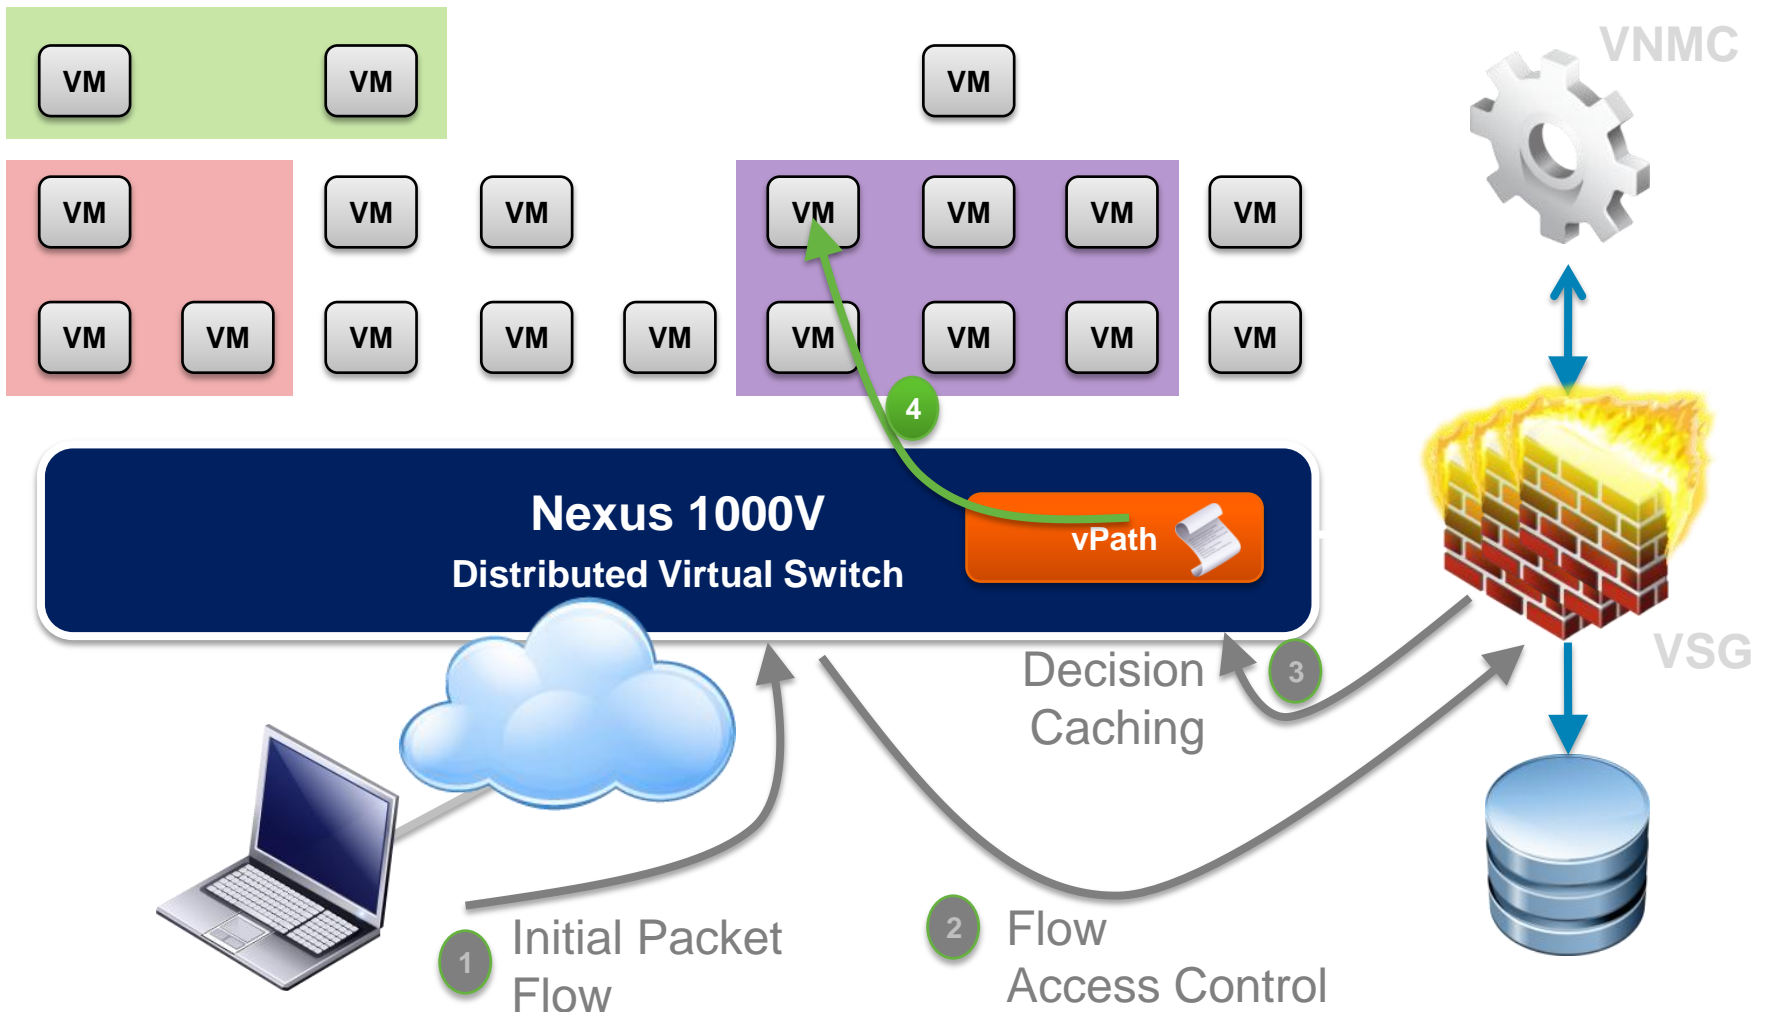 VNMC
VM VM VM
VM VM VM VM VM VM VM
VM VM VM VM VM VM VM VM VM
4
Nexus 1000V
Distributed Virtual Switch
vPath
VSG
Decision
Caching
3
1
Initial Packet
Flow
2
Flow
Access Control